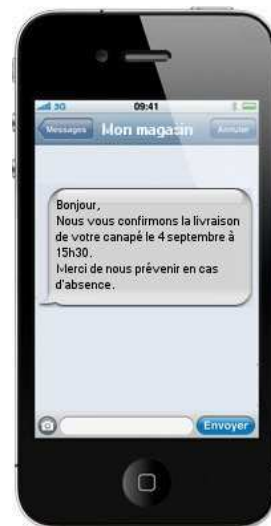 3G 09:41
Messages Mon magasin Annuler
Bonjour,
Nous vous confirmons la livraison
de votre canapé le 4 septembre à
15h30.
Merci de nous prévenir en cas
d'absence.
Envoyer